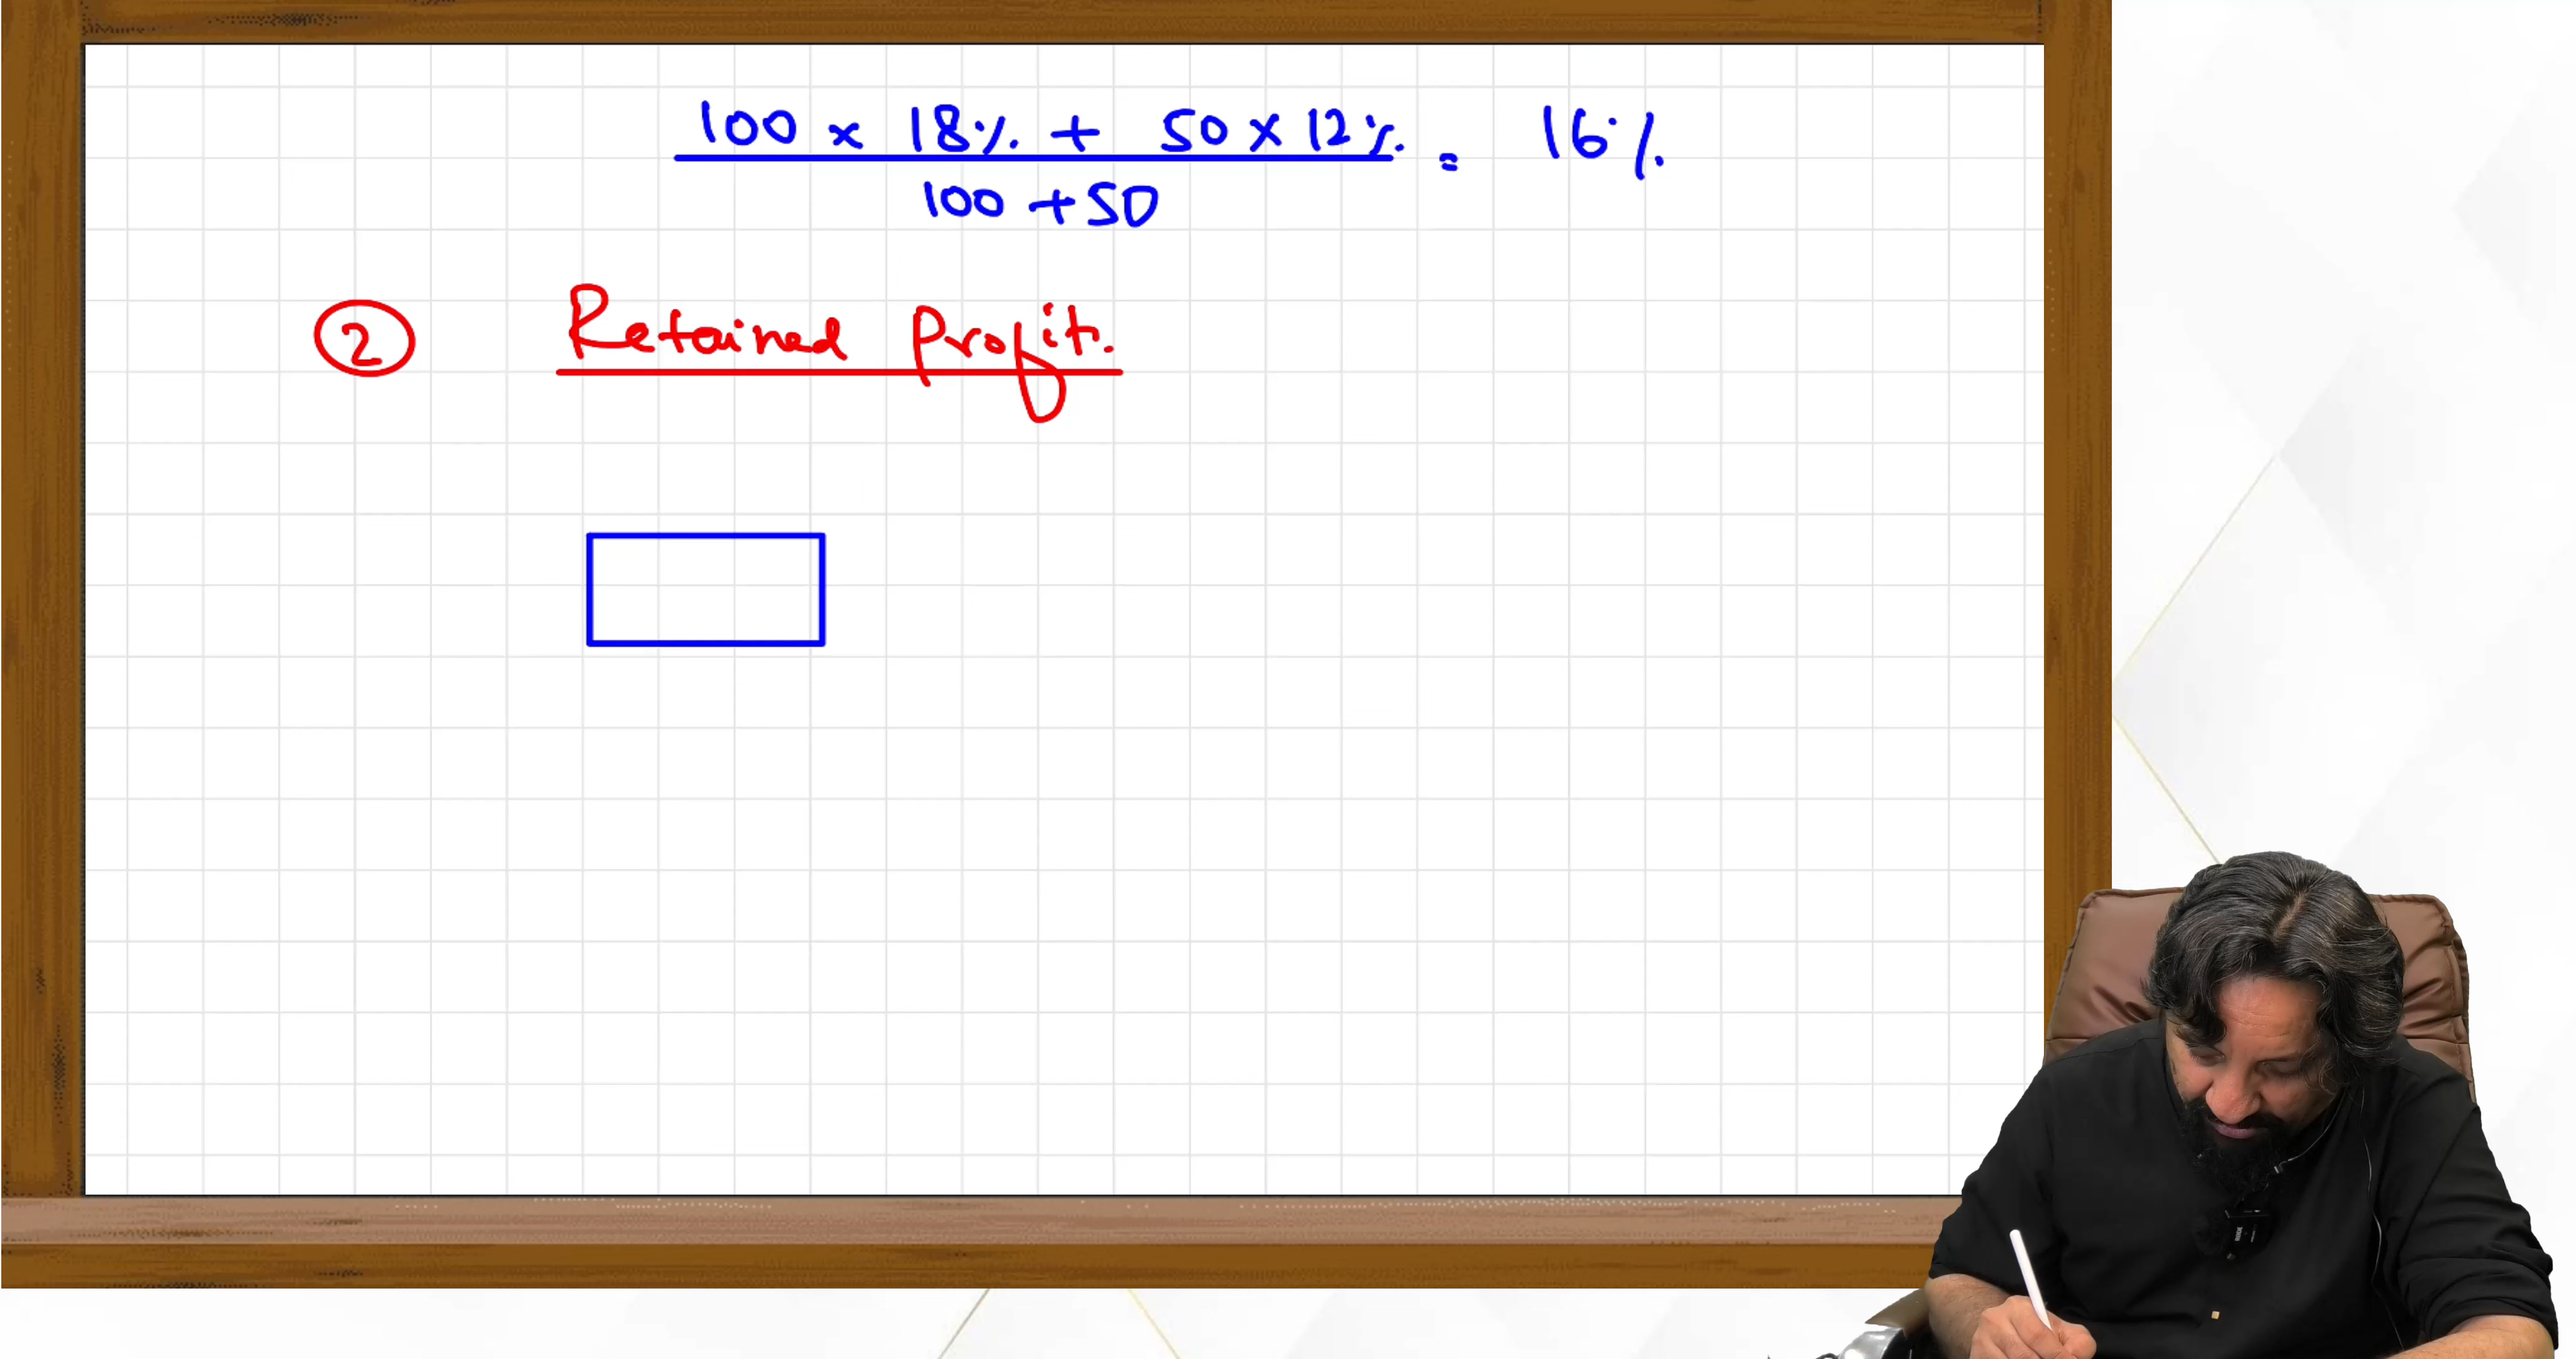 100 x 18% + 50 x 12% = 16%
100 + 50
2 Retained Profit.